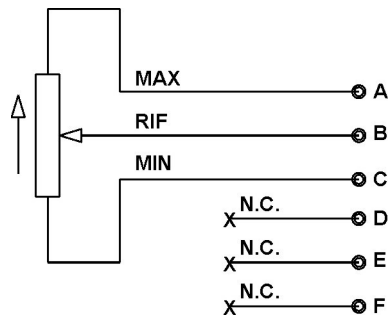 MAX A
RIF B
MIN C
N.C. D
X
N.C. E
X
N.C. F
X